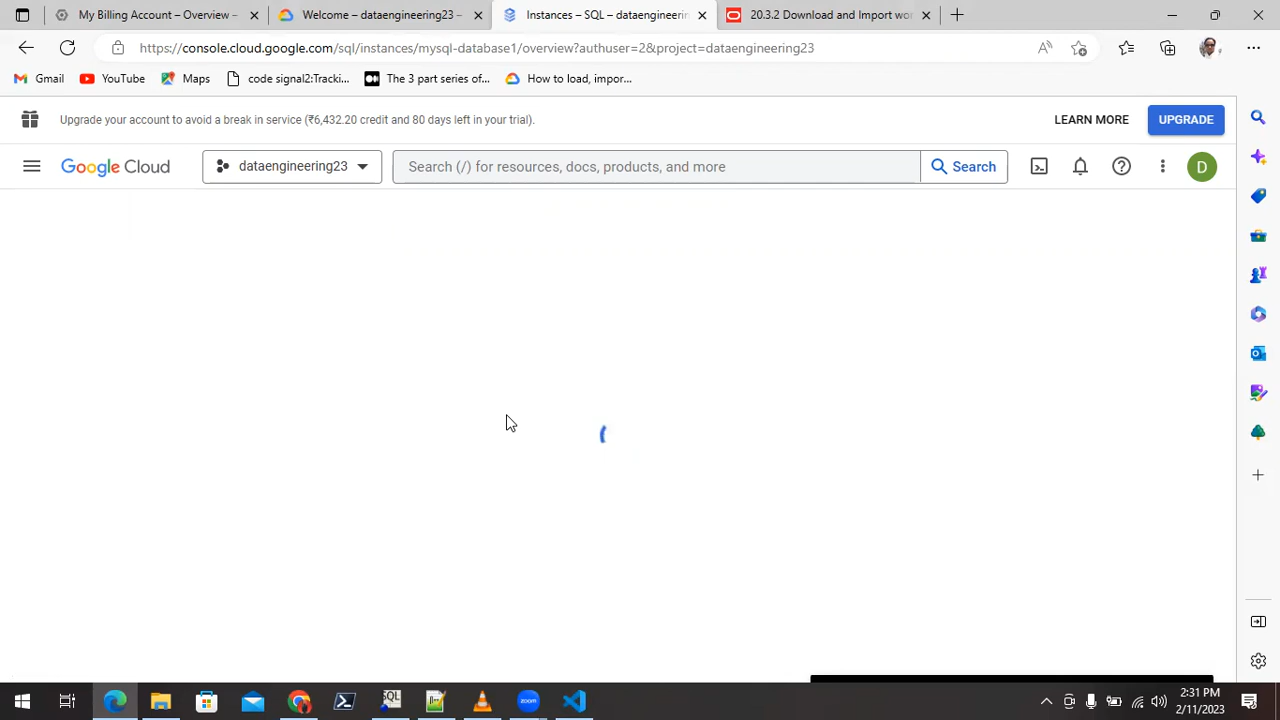 My Billing Account – Overview –
Welcome – dataengineering23 –
Instances – SQL – dataengineerin
20.3.2 Download and Import wor
https://console.cloud.google.com/sql/instances/mysql-database1/overview?authuser=2&project=dataengineering23
Gmail
YouTube
Maps
code signal2:Tracki...
The 3 part series of...
How to load, impor...
Upgrade your account to avoid a break in service (₹6,432.20 credit and 80 days left in your trial).
LEARN MORE
UPGRADE
Google Cloud
dataengineering23
Search (/) for resources, docs, products, and more
Search
D
SQL
zoom
2:31 PM
2/11/2023